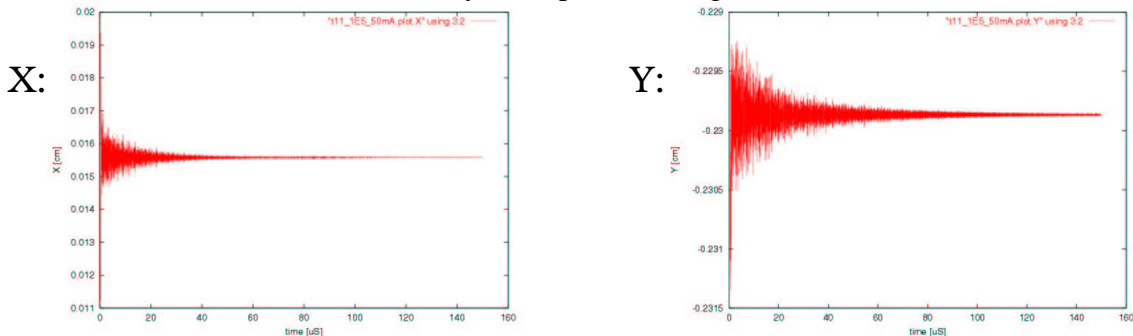 X:
"t11_1E5_50mA.plot.X" using 3:2
0.02
0.019
0.018
0.017
0.016
0.015
0.014
0.013
0.012
0.011
X [cm]
0 20 40 60 80 100 120 140 160
time [uS]
Y:
"t11_1E5_50mA.plot.Y" using 3:2
-0.229
-0.2295
-0.23
-0.2305
-0.231
-0.2315
Y [cm]
0 20 40 60 80 100 120 140 160
time [uS]